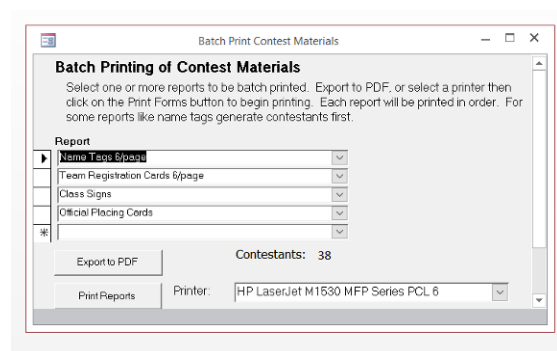 Batch Print Contest Materials
Batch Printing of Contest Materials
Select one or more reports to be batch printed. Export to PDF, or select a printer then
click on the Print Forms button to begin printing. Each report will be printed in order. For
some reports like name tags generate contestants first.
Report
Name Tags 6/page
Team Registration Cards 6/page
Class Signs
Official Placing Cards
Export to PDF
Contestants: 38
Print Reports
Printer: HP LaserJet M1530 MFP Series PCL 6